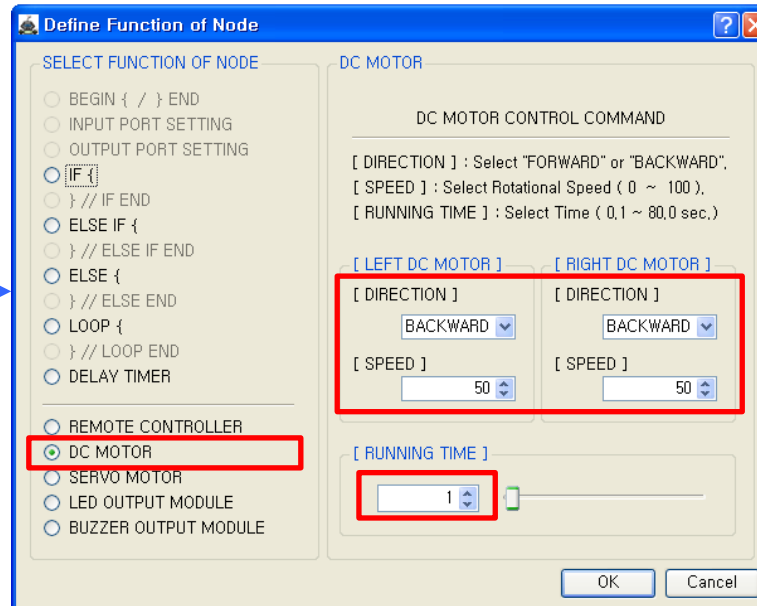 Define Function of Node
SELECT FUNCTION OF NODE
BEGIN { / } END
INPUT PORT SETTING
OUTPUT PORT SETTING
IF {
} // IF END
ELSE IF {
} // ELSE IF END
ELSE {
} // ELSE END
LOOP {
} // LOOP END
DELAY TIMER
REMOTE CONTROLLER
DC MOTOR
SERVO MOTOR
LED OUTPUT MODULE
BUZZER OUTPUT MODULE
DC MOTOR
DC MOTOR CONTROL COMMAND
[ DIRECTION ] : Select "FORWARD" or "BACKWARD",
[ SPEED ] : Select Rotational Speed ( 0 ~ 100 ),
[ RUNNING TIME ] : Select Time ( 0,1 ~ 80,0 sec,)
[ LEFT DC MOTOR ]
[ DIRECTION ]
BACKWARD
[ SPEED ]
50
[ RIGHT DC MOTOR ]
[ DIRECTION ]
BACKWARD
[ SPEED ]
50
[ RUNNING TIME ]
1
OK
Cancel